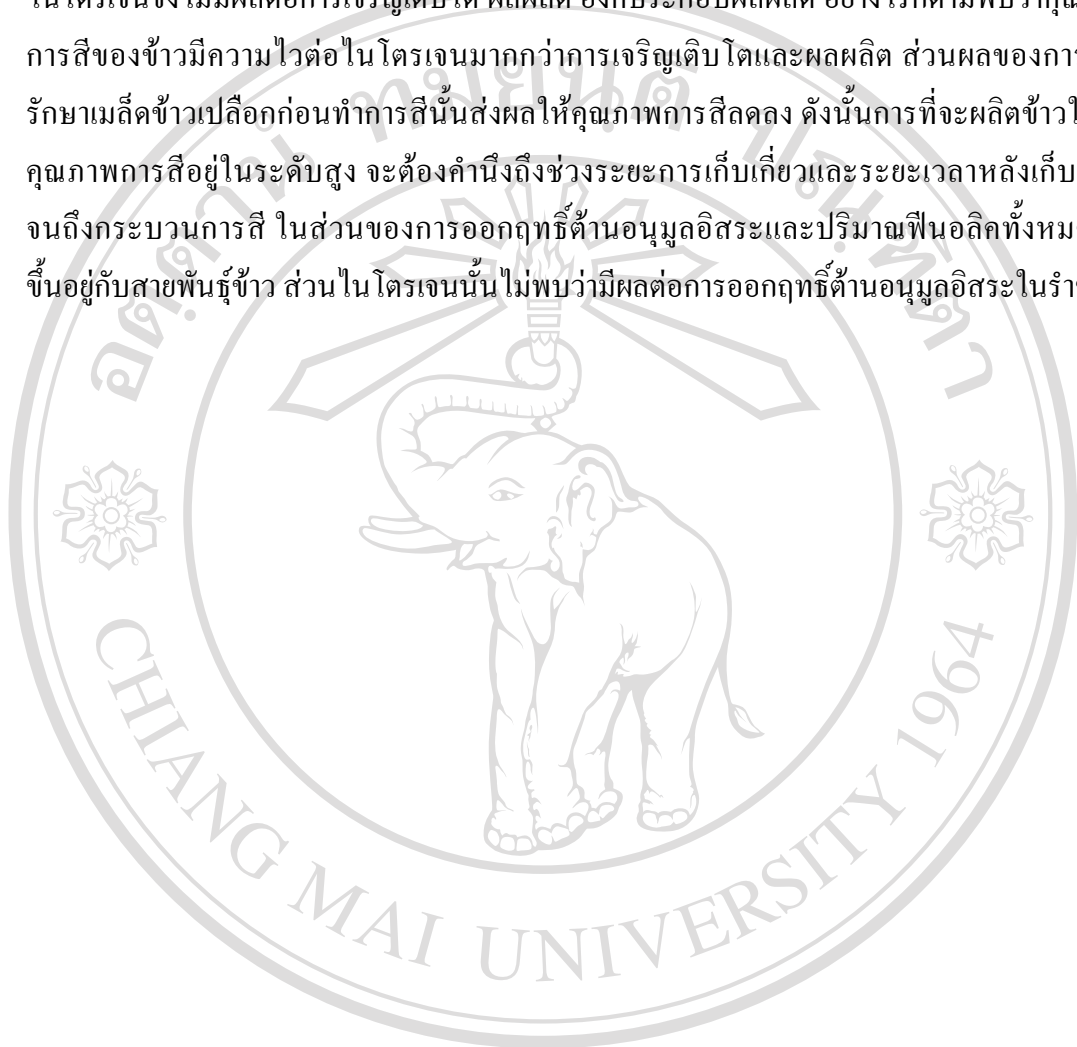 ไนโตรเจนจึงไม่มีผลต่อการเจริญเติบโต ผลผลิต องค์ประกอบผลผลิต อย่างไรก็ตามพบว่า
การสีของข้าวมีความไวต่อไนโตรเจนมากกว่าการเจริญเติบโตและผลผลิต ส่วนผลของการ
รักษาเมล็ดข้าวเปลือกก่อนทำการสีนั้นส่งผลให้คุณภาพการสีลดลง ดังนั้นการที่จะผลิตข้าว
คุณภาพการสีอยู่ในระดับสูง จะต้องคำนึงถึงช่วงระยะการเก็บเกี่ยวและระยะเวลาหลังเก็บ
จนถึงกระบวนการสี ในส่วนของการออกฤทธิ์ต้านอนุมูลอิสระและปริมาณฟีนอลิค
ขึ้นอยู่กับสายพันธุ์ข้าว ส่วนไนโตรเจนนั้นไม่พบว่ามีผลต่อการออกฤทธิ์ต้านอนุมูลอิสระใน
CHIANG MAI UNIVERSITY 1964